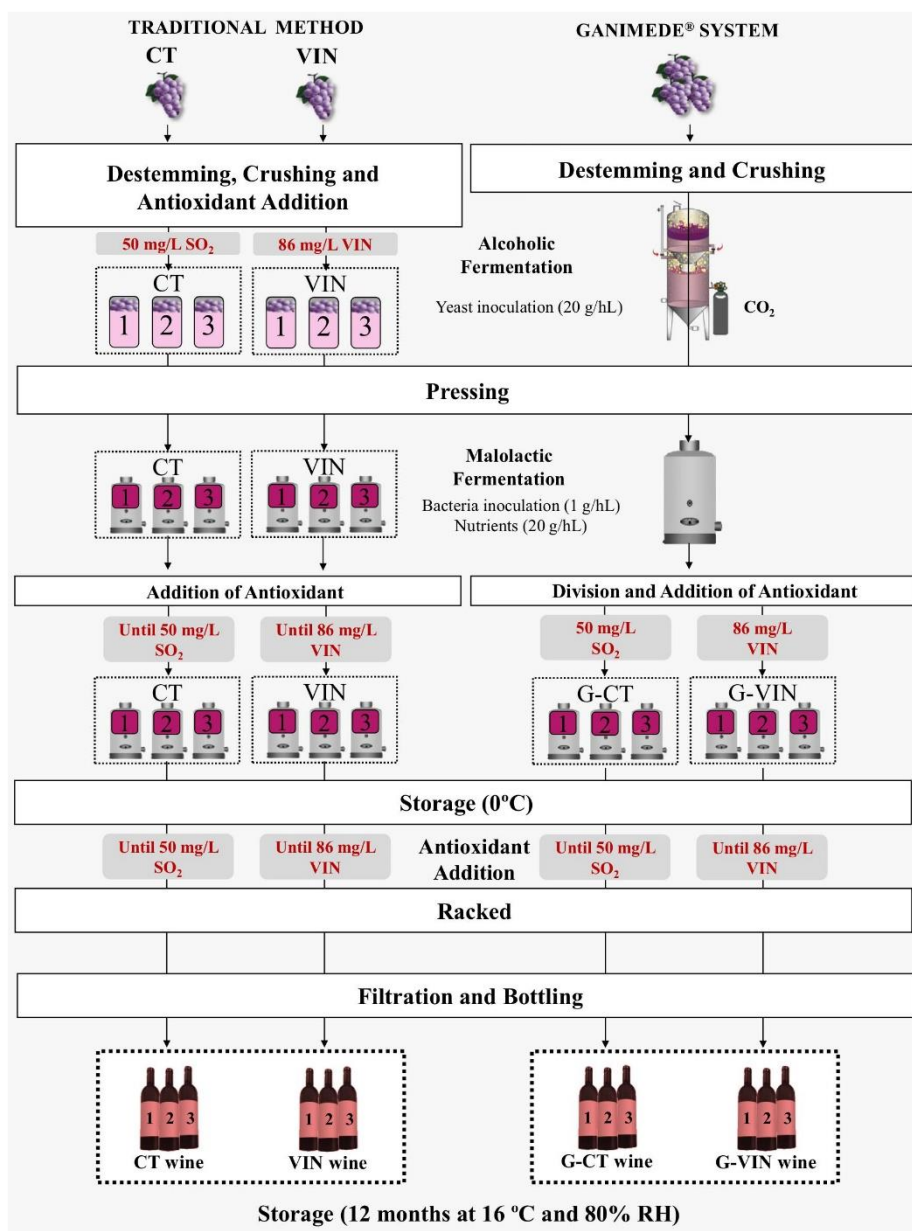 TRADITIONAL METHOD
CT VIN
GANIMEDE® SYSTEM
Destemming, Crushing and
Antioxidant Addition
Destemming and Crushing
50 mg/L SO₂
86 mg/L VIN
CT
1 2 3
VIN
1 2 3
Alcoholic
Fermentation
Yeast inoculation (20 g/hL)
CO₂
Pressing
CT
1 2 3
VIN
1 2 3
Malolactic
Fermentation
Bacteria inoculation (1 g/hL)
Nutrients (20 g/hL)
Addition of Antioxidant
Division and Addition of Antioxidant
Until 50 mg/L
SO₂
Until 86 mg/L
VIN
50 mg/L
SO₂
86 mg/L
VIN
CT
1 2 3
VIN
1 2 3
G-CT
1 2 3
G-VIN
1 2 3
Storage (0ºC)
Until 50 mg/L
SO₂
Until 86 mg/L
VIN
Antioxidant
Addition
Until 50 mg/L
SO₂
Until 86 mg/L
VIN
Racked
Filtration and Bottling
1 2 3
CT wine
1 2 3
VIN wine
1 2 3
G-CT wine
1 2 3
G-VIN wine
Storage (12 months at 16 ºC and 80% RH)